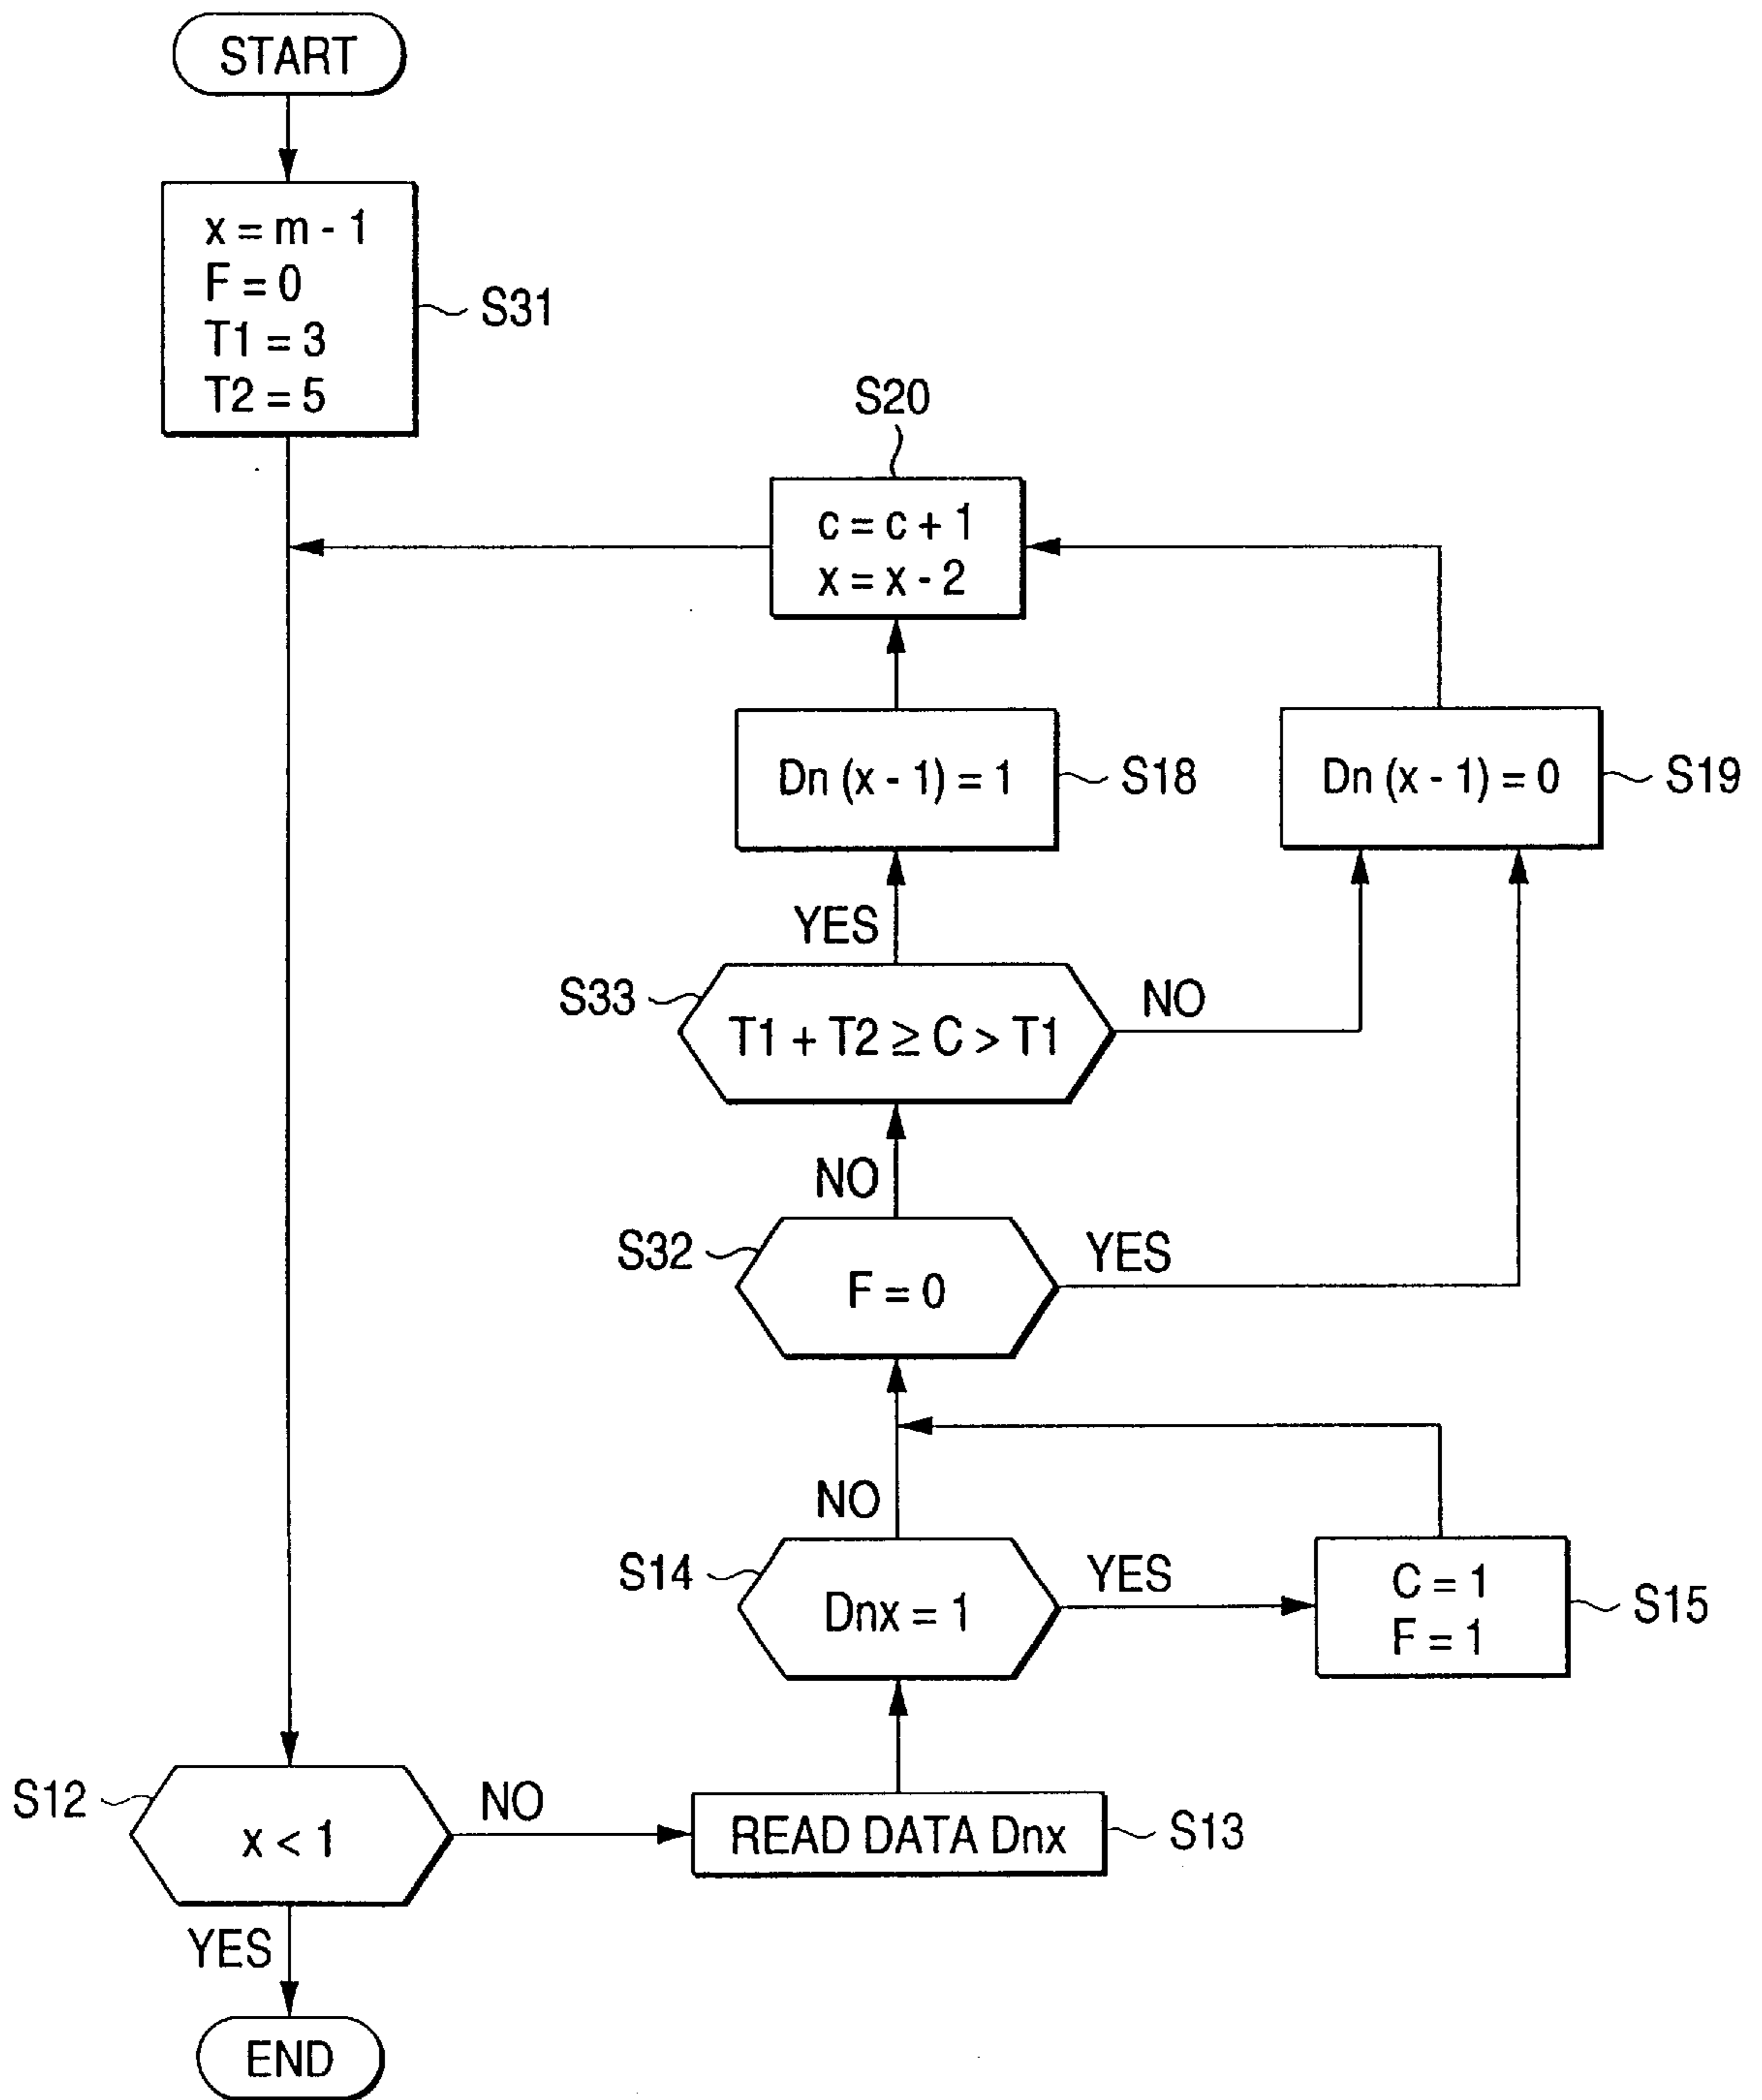 START
x = m - 1
F = 0
T1 = 3
T2 = 5
S31
S20
c = c + 1
x = x - 2
Dn (x - 1) = 1
S18
Dn (x - 1) = 0
S19
YES
S33
T1 + T2 ≥ C > T1
NO
NO
S32
F = 0
YES
NO
S14
Dnx = 1
YES
C = 1
F = 1
S15
S12
x < 1
NO
READ DATA Dnx
S13
YES
END